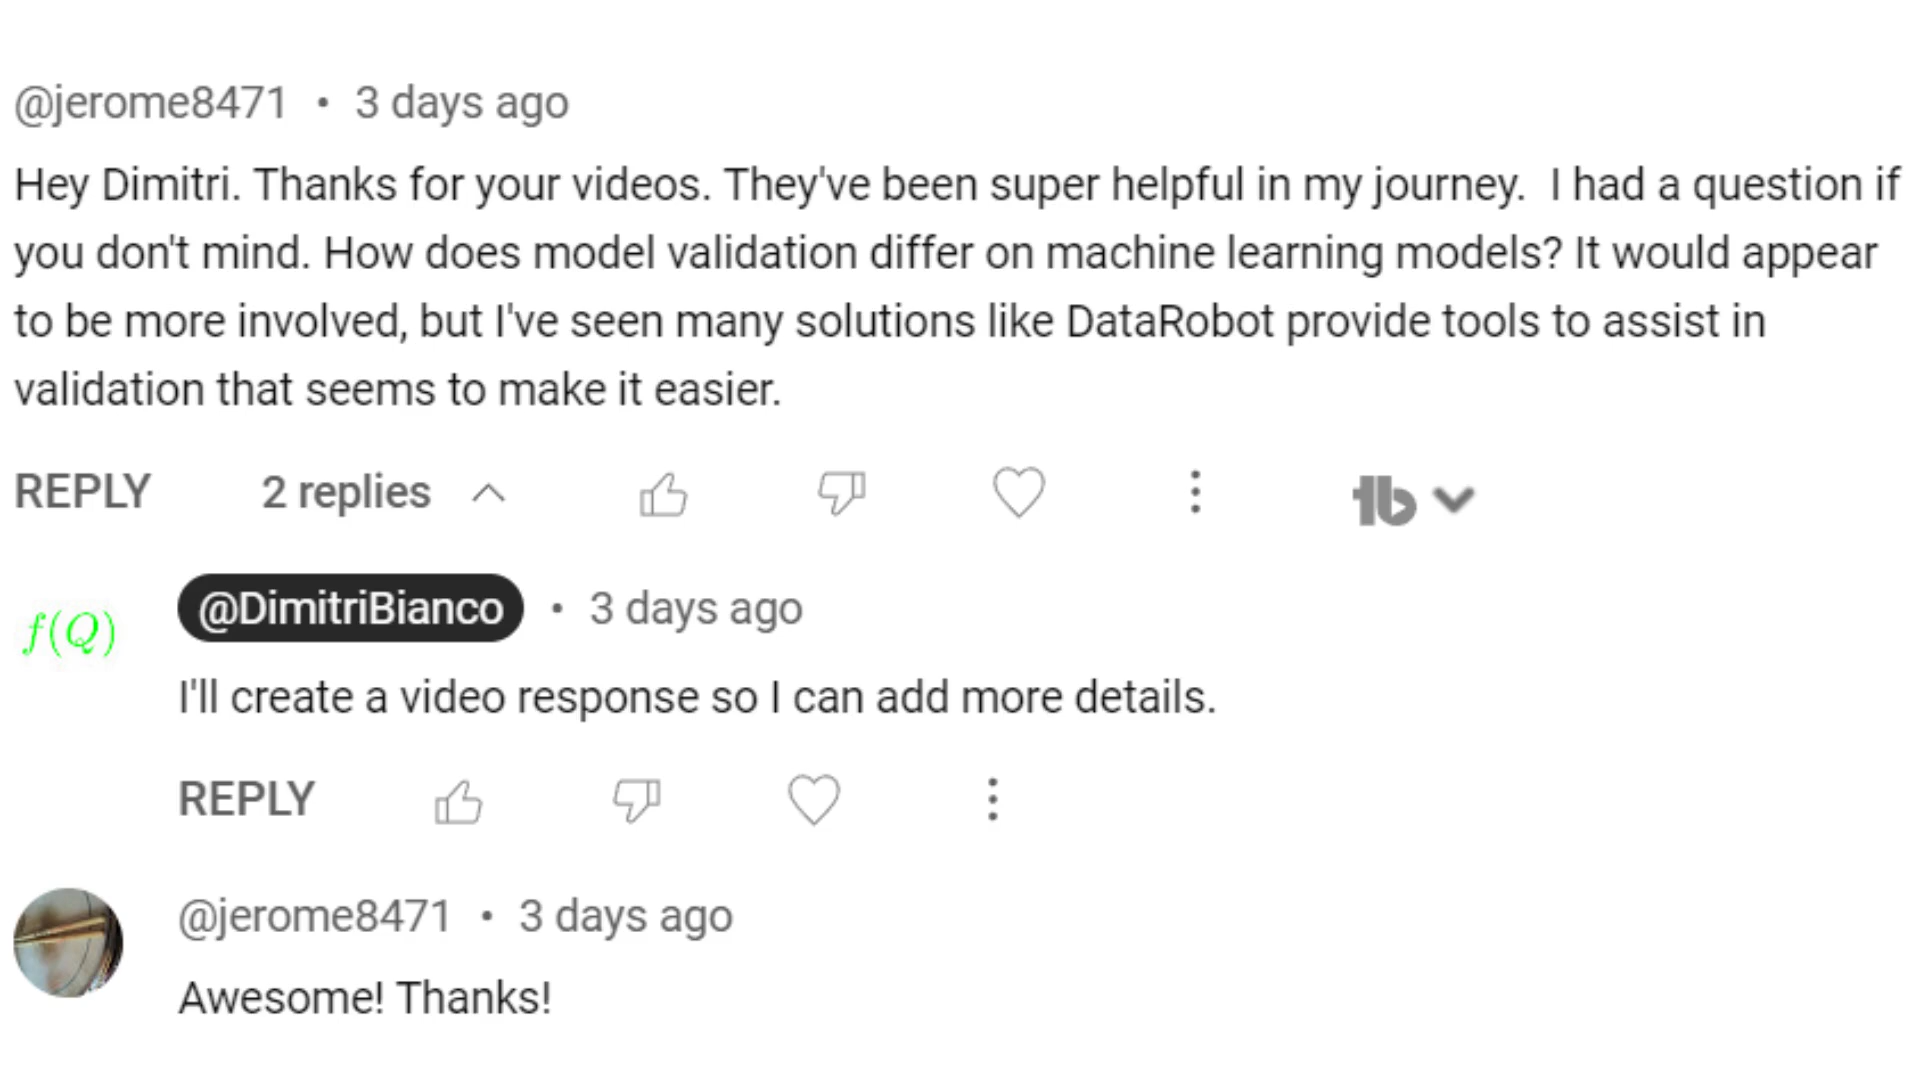 @jerome8471 • 3 days ago
Hey Dimitri. Thanks for your videos. They've been super helpful in my journey.  I had a question if
you don't mind. How does model validation differ on machine learning models? It would appear
to be more involved, but I've seen many solutions like DataRobot provide tools to assist in
validation that seems to make it easier.
REPLY 2 replies tb
@DimitriBianco • 3 days ago
f(Q)
I'll create a video response so I can add more details.
REPLY
@jerome8471 • 3 days ago
Awesome! Thanks!